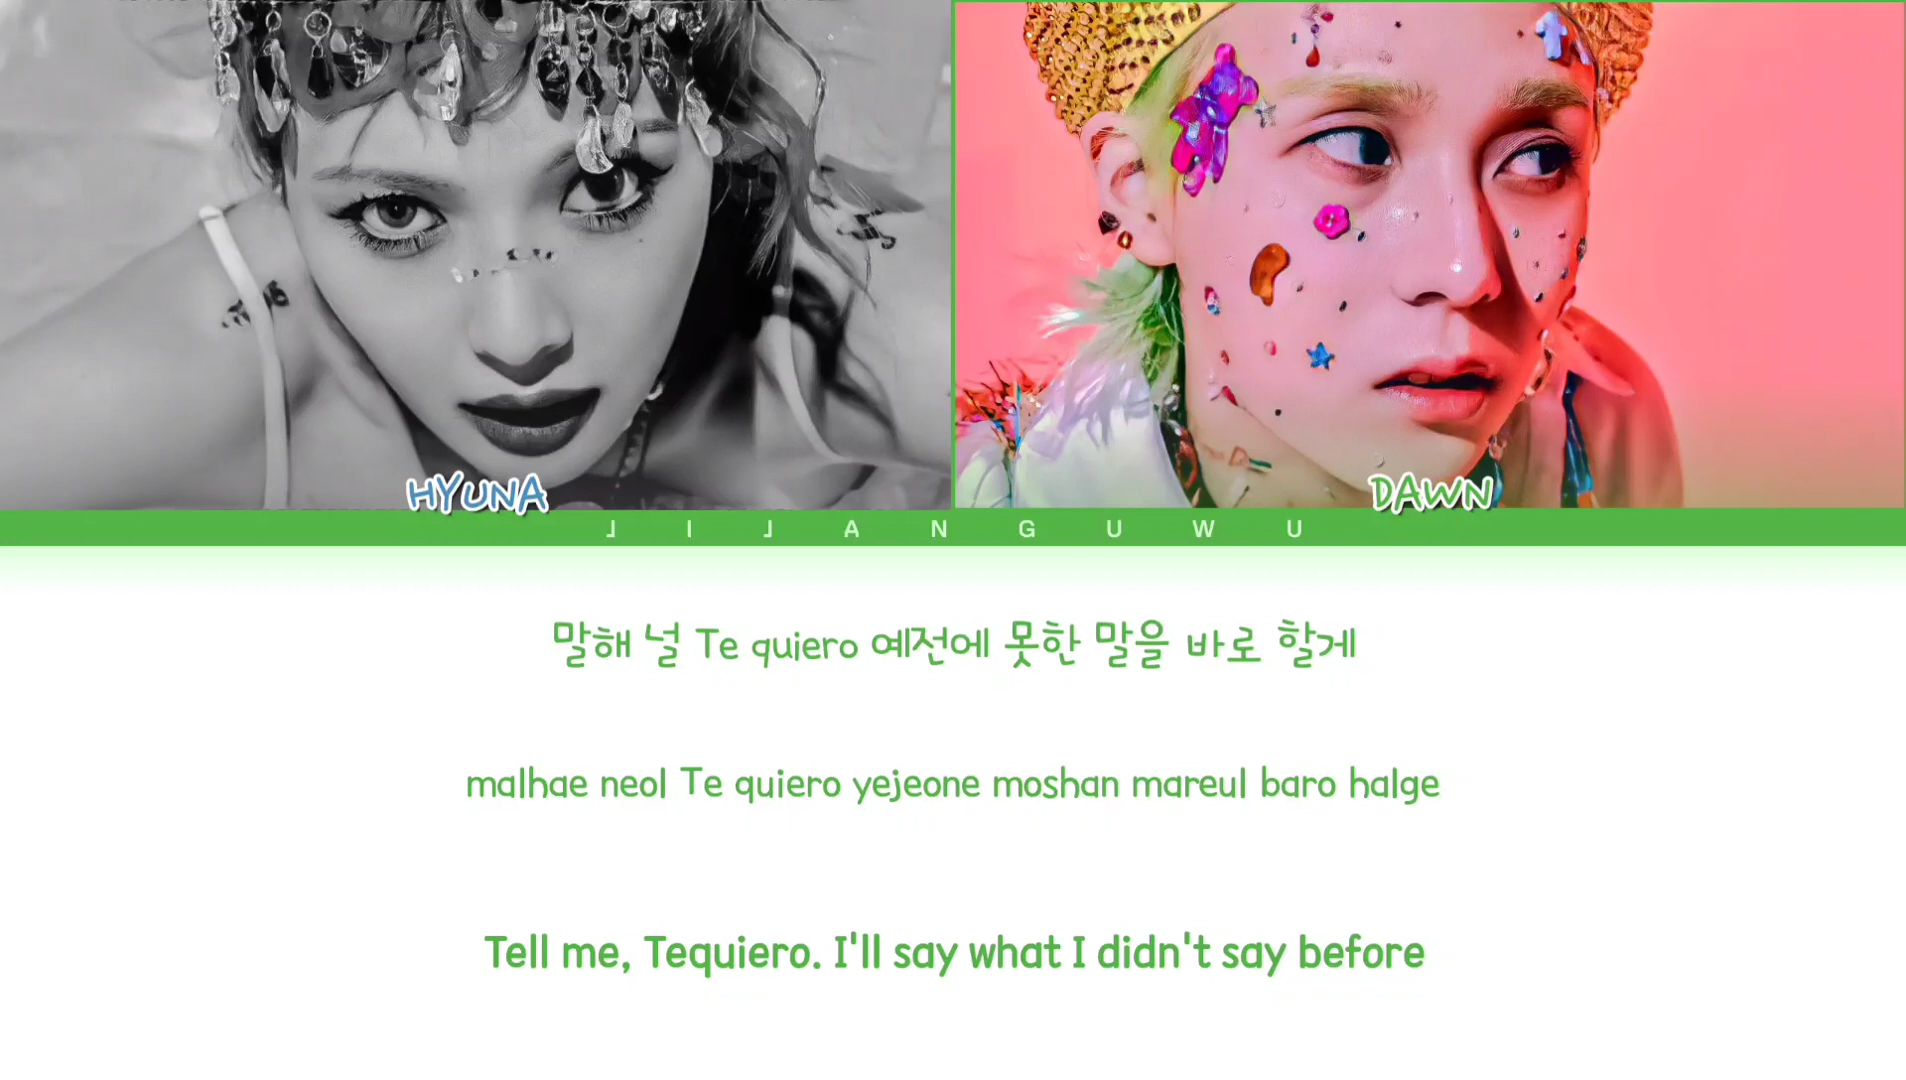 HYUNA
DAWN
JIJANGUWU
말해 널 Te quiero 예전에 못한 말을 바로 할게
malhae neol Te quiero yejeone moshan mareul baro halge
Tell me, Tequiero. I'll say what I didn't say before